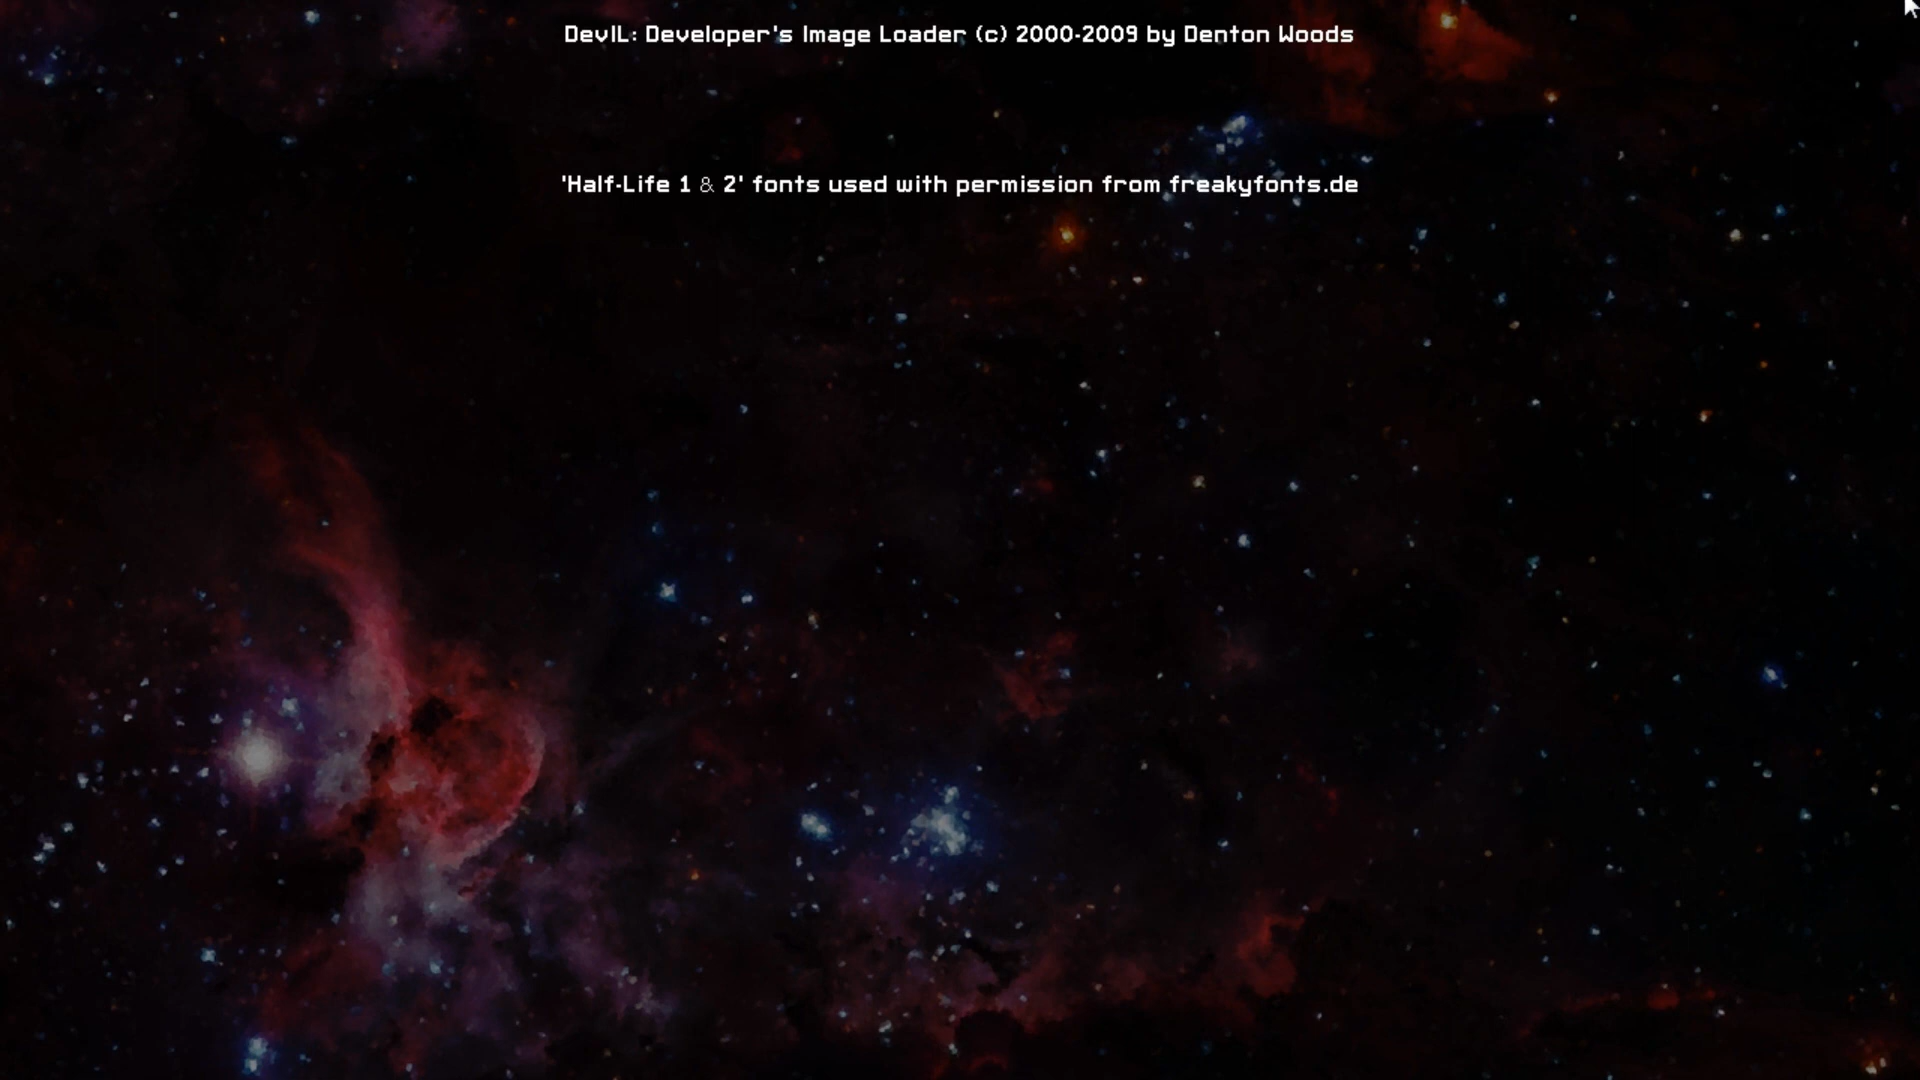 DevIL: Developer's Image Loader (c) 2000-2009 by Denton Woods
'Half-Life 1 & 2' fonts used with permission from freakyfonts.de